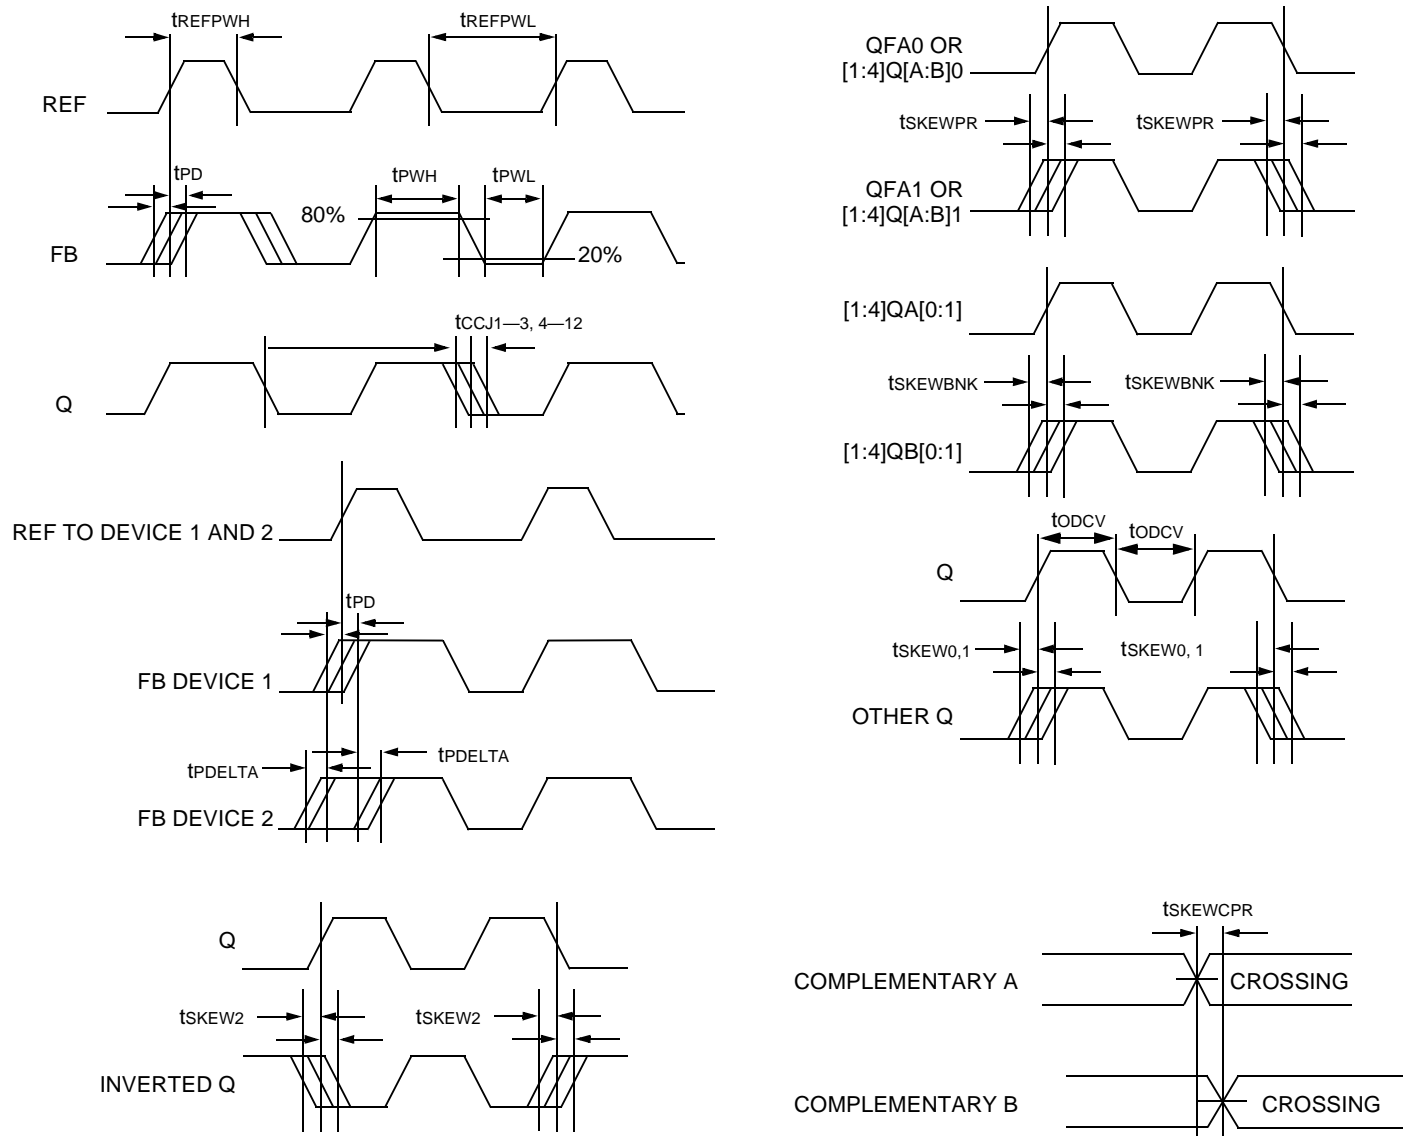 tREFPWH
tREFPWL
REF
tPD
tPWH
tPWL
80%
FB
20%
tCCJ1—3, 4—12
Q
REF TO DEVICE 1 AND 2
tPD
FB DEVICE 1
tPDELTA
tPDELTA
FB DEVICE 2
Q
tSKEW2
tSKEW2
INVERTED Q
QFA0 OR
[1:4]Q[A:B]0
tSKEWPR
tSKEWPR
QFA1 OR
[1:4]Q[A:B]1
[1:4]QA[0:1]
tSKEWBNK
tSKEWBNK
[1:4]QB[0:1]
tODCV
tODCV
Q
tSKEW0,1
tSKEW0, 1
OTHER Q
tSKEWCPR
COMPLEMENTARY A
CROSSING
COMPLEMENTARY B
CROSSING